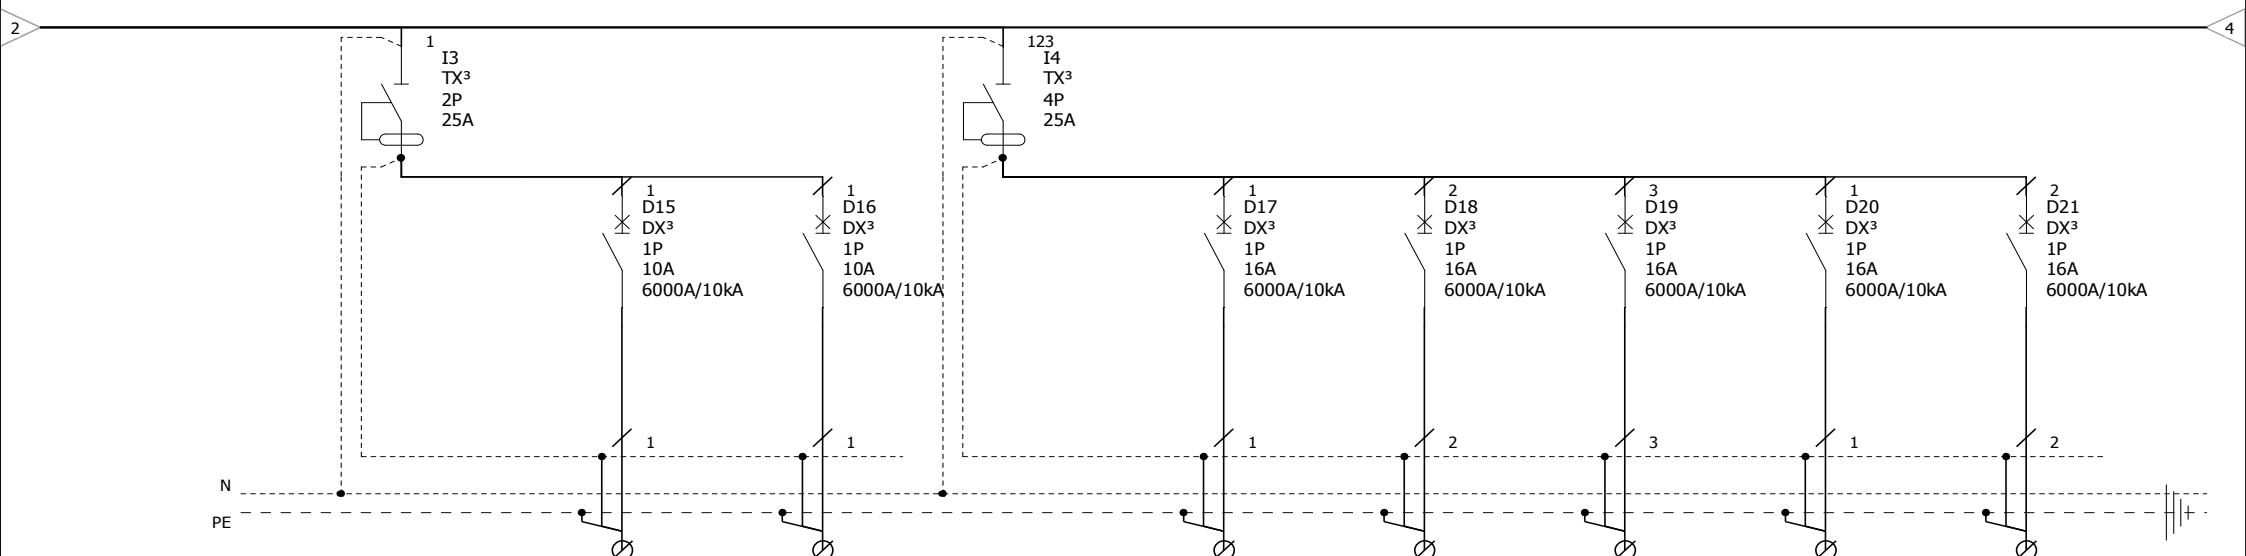 2
4
1
I3
TX³
2P
25A
123
I4
TX³
4P
25A
1
D15
DX³
1P
10A
6000A/10kA
1
D16
DX³
1P
10A
6000A/10kA
1
D17
DX³
1P
16A
6000A/10kA
2
D18
DX³
1P
16A
6000A/10kA
3
D19
DX³
1P
16A
6000A/10kA
1
D20
DX³
1P
16A
6000A/10kA
2
D21
DX³
1P
16A
6000A/10kA
1
1
1
2
3
1
2
N
PE